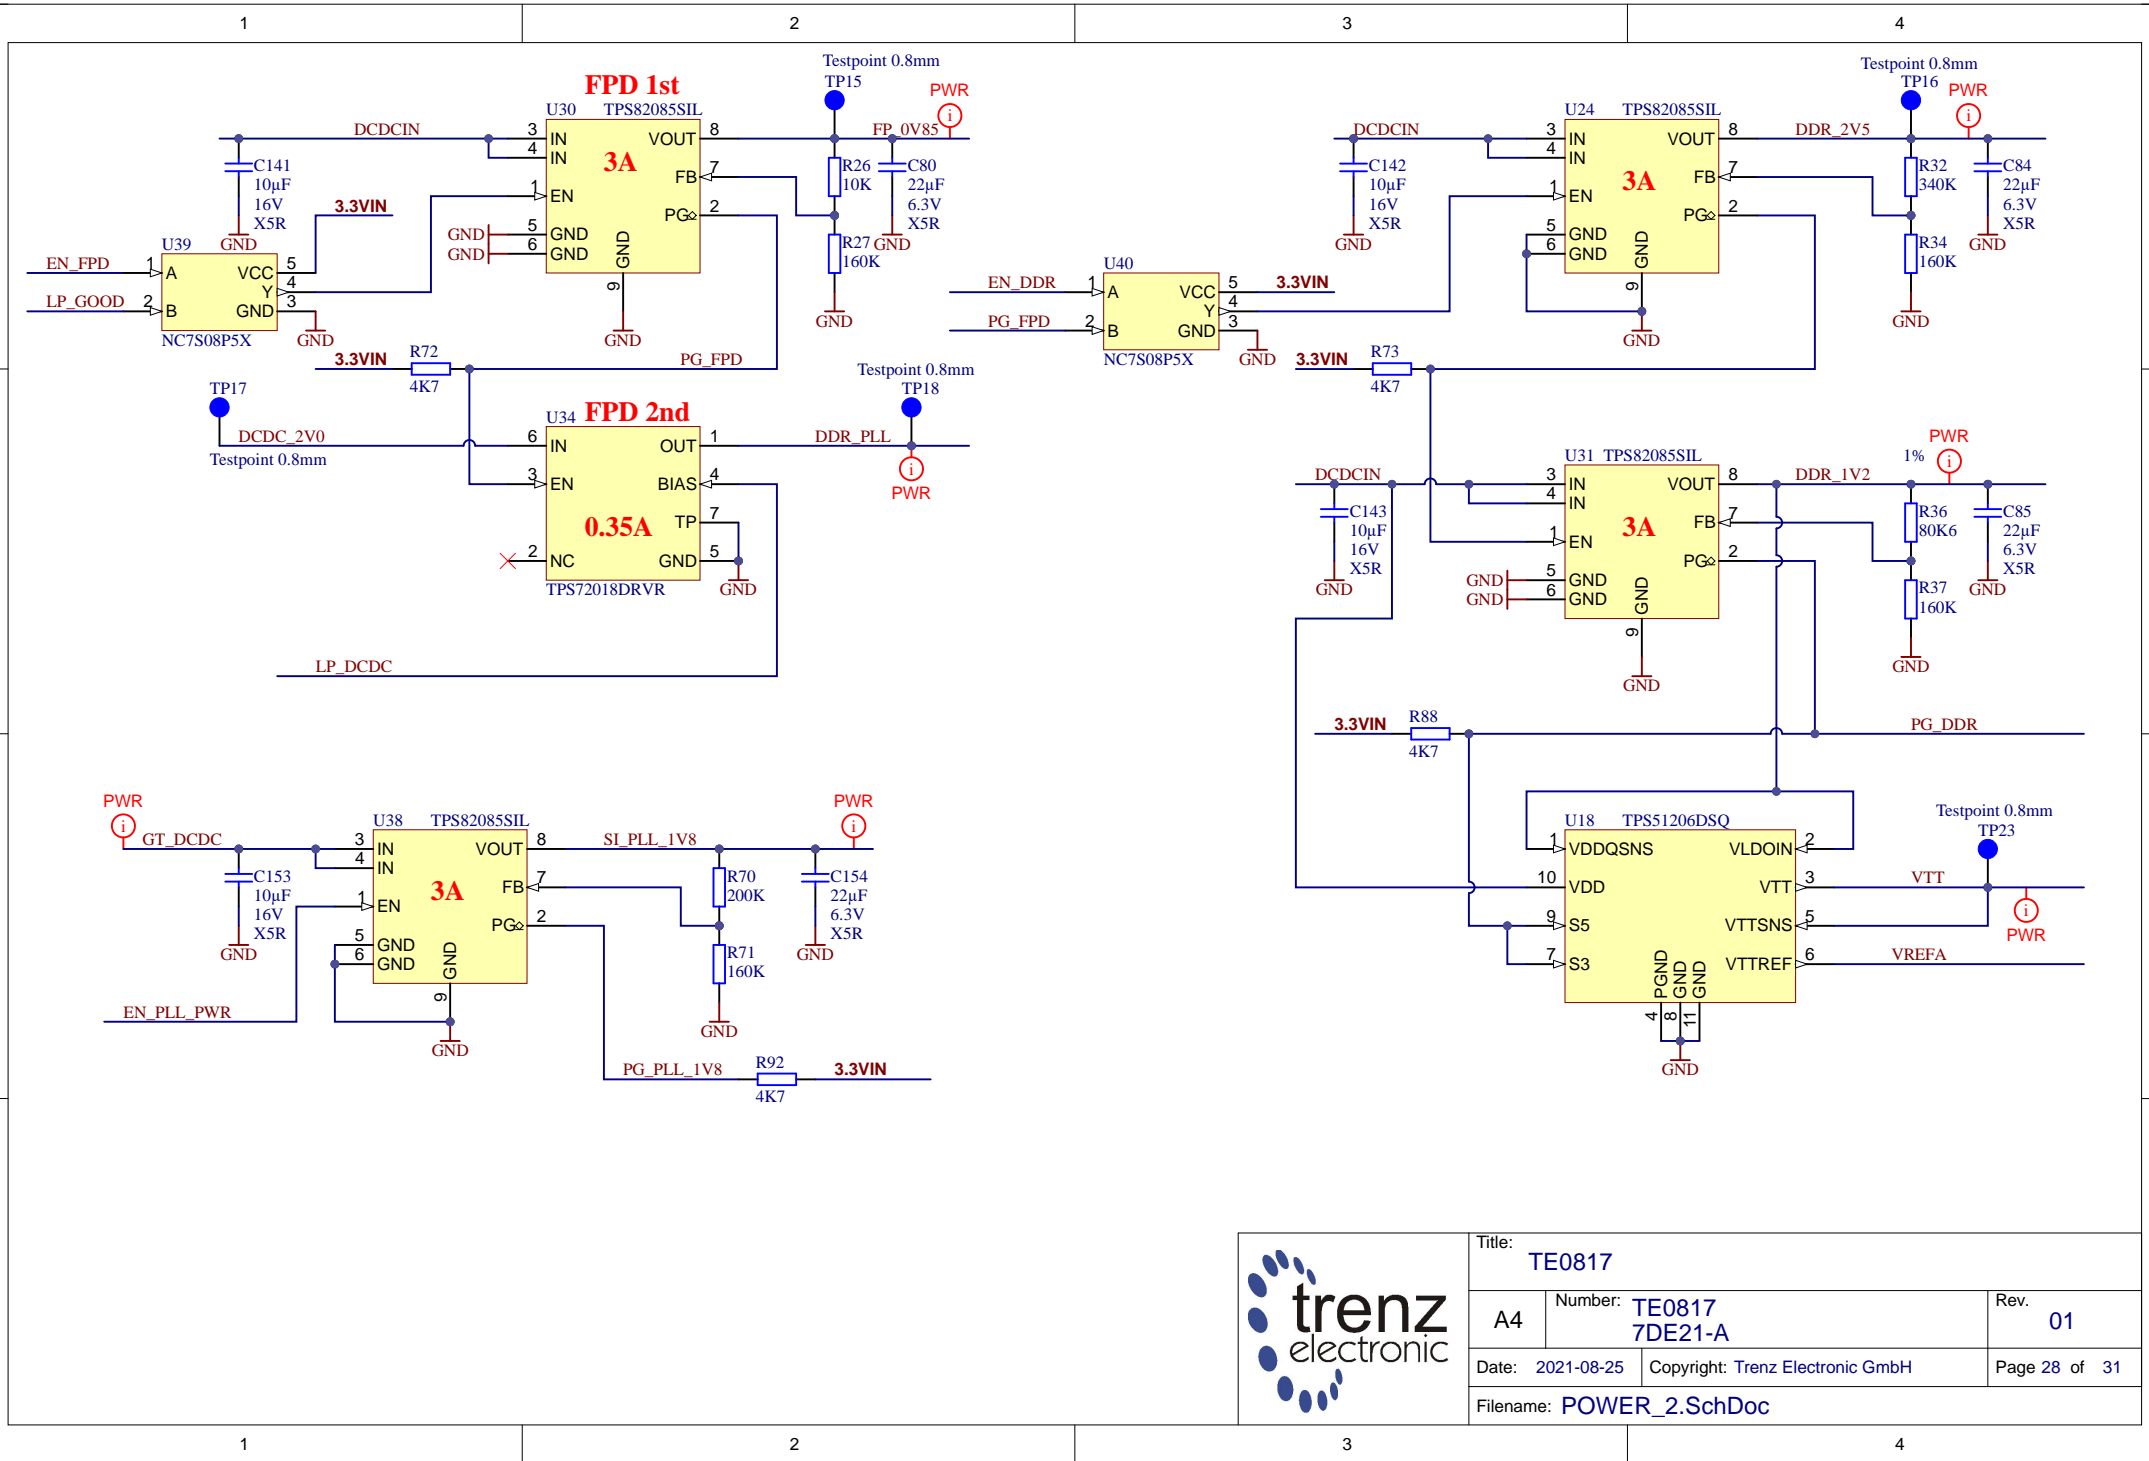 1
2
3
4
FPD 1st
U30
TPS82085SIL
3
IN
4
IN
3A
VOUT
8
FB
7
1
EN
PG
2
5
GND
6
GND
GND
9
GND
GND
GND
DCDCIN
C141
10µF
16V
X5R
GND
3.3VIN
Testpoint 0.8mm
TP15
PWR
i
FP_0V85
R26
10K
C80
22µF
6.3V
X5R
GND
R27
160K
GND
U39
EN_FPD
1
A
LP_GOOD
2
B
VCC
5
Y
4
GND
3
NC7S08P5X
GND
3.3VIN
R72
4K7
PG_FPD
TP17
DCDC_2V0
Testpoint 0.8mm
FPD 2nd
U34
6
IN
OUT
1
3
EN
BIAS
4
TP
7
0.35A
2
NC
GND
5
TPS72018DRVR
GND
Testpoint 0.8mm
TP18
DDR_PLL
i
PWR
LP_DCDC
U24
TPS82085SIL
3
IN
4
IN
3A
VOUT
8
FB
7
1
EN
PG
2
5
GND
6
GND
GND
9
GND
DCDCIN
C142
10µF
16V
X5R
GND
Testpoint 0.8mm
TP16
PWR
i
DDR_2V5
R32
340K
C84
22µF
6.3V
X5R
GND
R34
160K
GND
U40
EN_DDR
1
A
PG_FPD
2
B
VCC
5
Y
4
GND
3
NC7S08P5X
3.3VIN
GND
3.3VIN
R73
4K7
U31
TPS82085SIL
3
IN
4
IN
3A
VOUT
8
FB
7
1
EN
PG
2
5
GND
6
GND
GND
9
GND
GND
GND
DCDCIN
C143
10µF
16V
X5R
GND
PWR
1%
i
DDR_1V2
R36
80K6
C85
22µF
6.3V
X5R
GND
R37
160K
GND
3.3VIN
R88
4K7
PG_DDR
U18
TPS51206DSQ
1
VDDQSNS
VLDOIN
2
10
VDD
VTT
3
9
S5
VTTSNS
5
7
S3
VTTREF
6
PGND
GND
GND
4
8
11
GND
Testpoint 0.8mm
TP23
VTT
i
PWR
VREFA
PWR
i
GT_DCDC
U38
TPS82085SIL
3
IN
4
IN
3A
VOUT
8
FB
7
1
EN
PG
2
5
GND
6
GND
GND
9
GND
C153
10µF
16V
X5R
GND
EN_PLL_PWR
SI_PLL_1V8
PWR
i
R70
200K
C154
22µF
6.3V
X5R
GND
R71
160K
GND
PG_PLL_1V8
R92
4K7
3.3VIN
trenz
electronic
Title:
TE0817
A4
Number:
TE0817
7DE21-A
Rev.
01
Date: 2021-08-25
Copyright: Trenz Electronic GmbH
Page 28 of 31
Filename: POWER_2.SchDoc
1
2
3
4